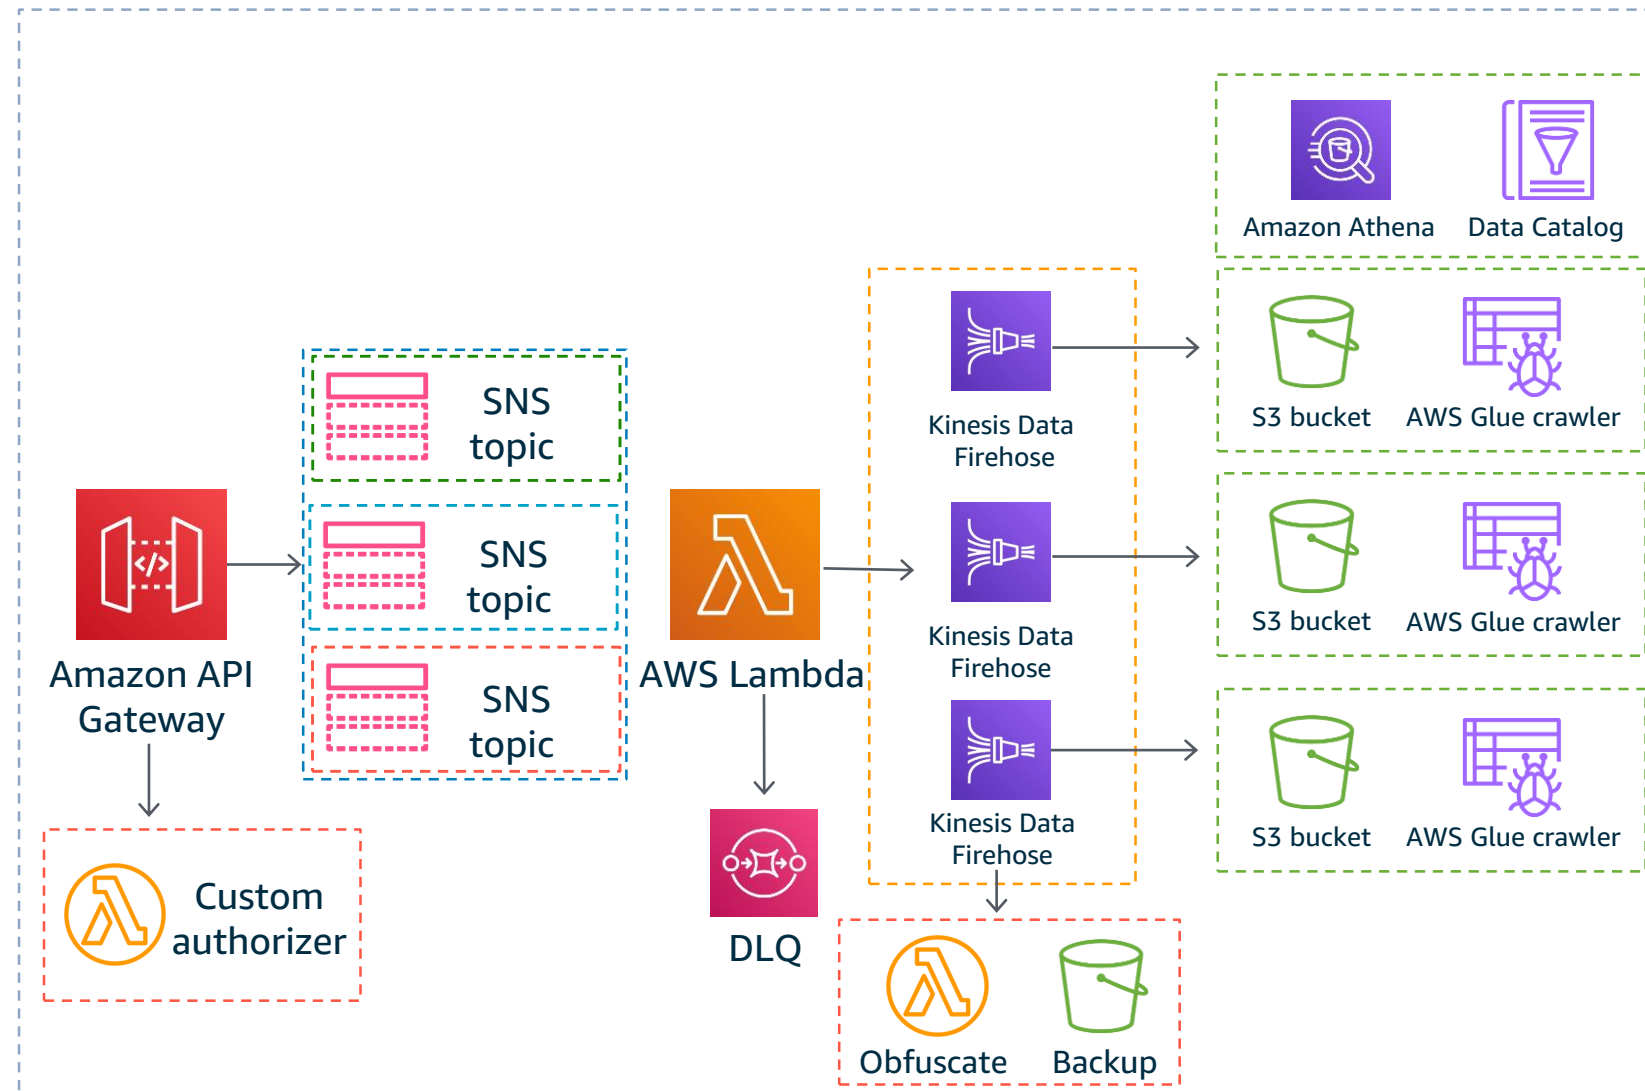 Amazon Athena
Data Catalog
Kinesis Data
Firehose
S3 bucket
AWS Glue crawler
SNS
topic
SNS
topic
SNS
topic
</>
Amazon API
Gateway
AWS Lambda
Kinesis Data
Firehose
S3 bucket
AWS Glue crawler
Kinesis Data
Firehose
S3 bucket
AWS Glue crawler
Custom
authorizer
DLQ
Obfuscate
Backup